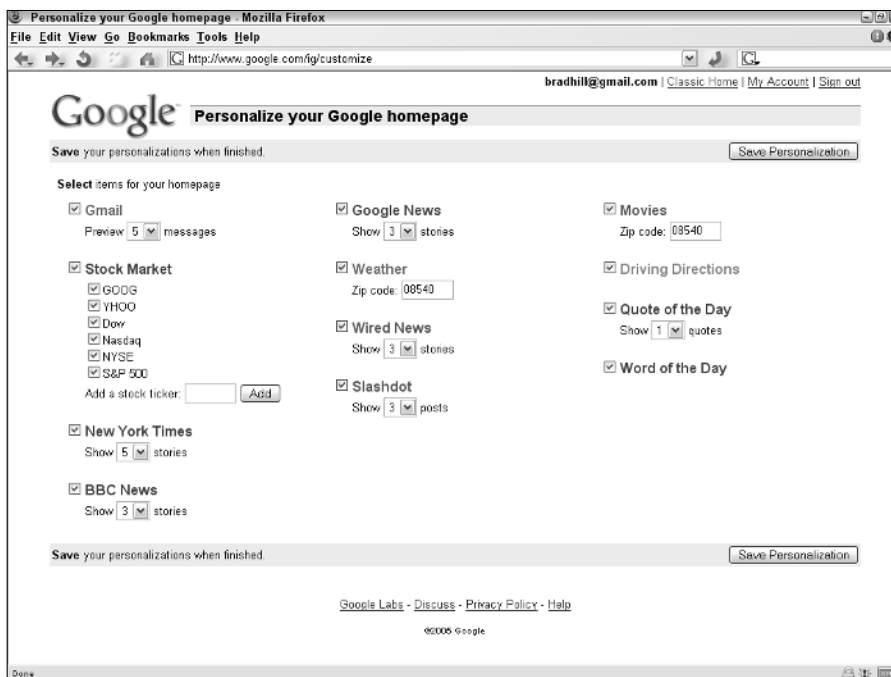 Personalize your Google homepage - Mozilla Firefox
File Edit View Go Bookmarks Tools Help
http://www.google.com/ig/customize
bradhill@gmail.com | Classic Home | My Account | Sign out
Google Personalize your Google homepage
Save your personalizations when finished. Save Personalization
Select items for your homepage
Gmail
Preview 5 messages
Stock Market
GOOG
YHOO
Dow
Nasdaq
NYSE
S&P 500
Add a stock ticker: Add
New York Times
Show 5 stories
BBC News
Show 3 stories
Google News
Show 3 stories
Weather
Zip code: 08540
Wired News
Show 3 stories
Slashdot
Show 3 posts
Movies
Zip code: 08540
Driving Directions
Quote of the Day
Show 1 quotes
Word of the Day
Save your personalizations when finished. Save Personalization
Google Labs - Discuss - Privacy Policy - Help
©2005 Google
Done